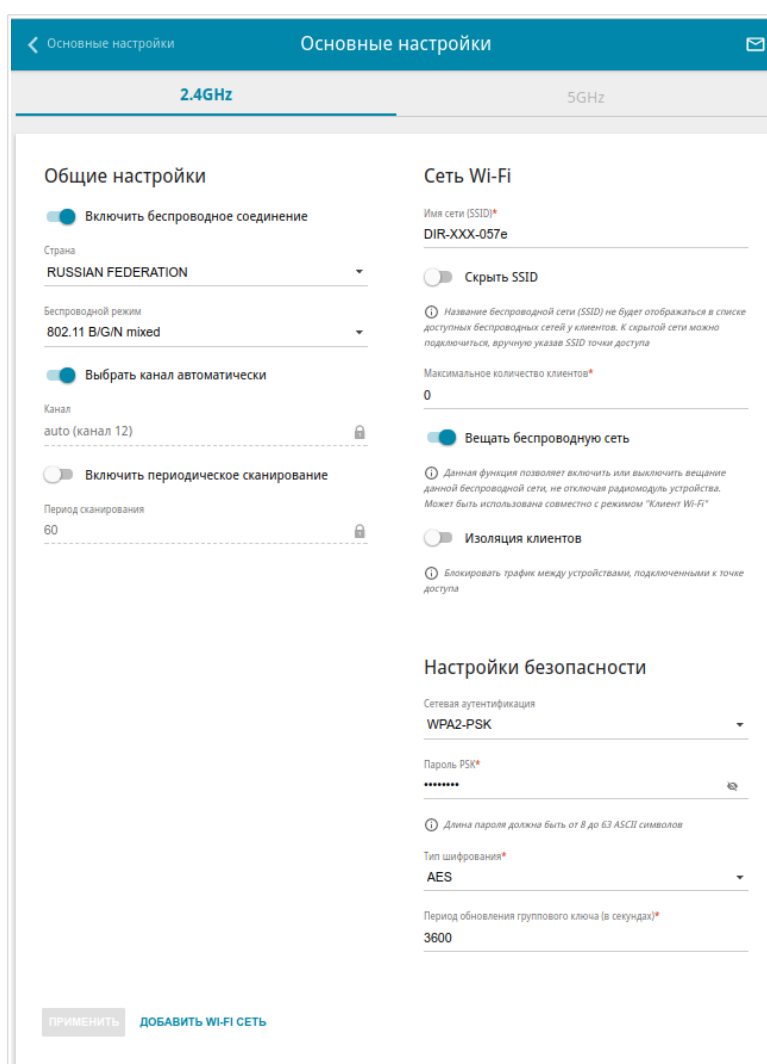 Основные настройки
Основные настройки
2.4GHz
5GHz
Общие настройки
Включить беспроводное соединение
Страна
RUSSIAN FEDERATION
Беспроводной режим
802.11 B/G/N mixed
Выбрать канал автоматически
Канал
auto (канал 12)
Включить периодическое сканирование
Период сканирования
60
Сеть Wi-Fi
Имя сети (SSID)*
DIR-XXX-057e
Скрыть SSID
Название беспроводной сети (SSID) не будет отображаться в списке
доступных беспроводных сетей у клиентов. К скрытой сети можно
подключиться, вручную указав SSID точки доступа
Максимальное количество клиентов*
0
Вещать беспроводную сеть
Данная функция позволяет включить или выключить вещание
данной беспроводной сети, не отключая радиомодуль устройства.
Может быть использована совместно с режимом "Клиент Wi-Fi"
Изоляция клиентов
Блокировать трафик между устройствами, подключенными к точке
доступа
Настройки безопасности
Сетевая аутентификация
WPA2-PSK
Пароль PSK*
••••••••
Длина пароля должна быть от 8 до 63 ASCII символов
Тип шифрования*
AES
Период обновления группового ключа (в секундах)*
3600
ПРИМЕНИТЬ
ДОБАВИТЬ WI-FI СЕТЬ